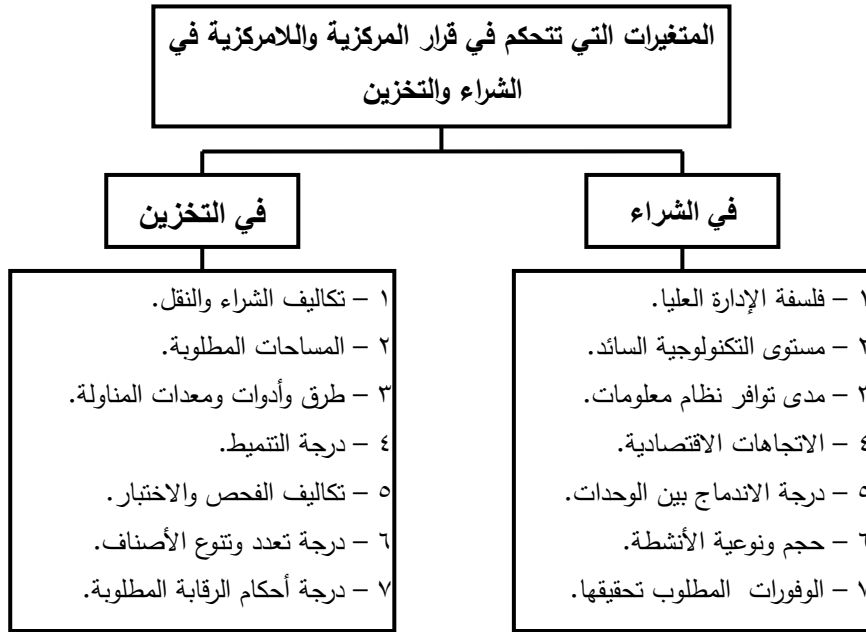 المتغيرات التي تتحكم في قرار المركزية واللامركزية في
الشراء والتخزين
في الشراء
١ – فلسفة الإدارة العليا.
٢ – مستوى التكنولوجية السائد.
٣ – مدى توافر نظام معلومات.
٤ – الاتجاهات الاقتصادية.
٥ – درجة الاندماج بين الوحدات.
٦ – حجم ونوعية الأنشطة.
٧ – الوفورات المطلوب تحقيقها.
في التخزين
١ – تكاليف الشراء والنقل.
٢ – المساحات المطلوبة.
٣ – طرق وأدوات ومعدات المناولة.
٤ – درجة التنميط.
٥ – تكاليف الفحص والاختبار.
٦ – درجة تعدد وتنوع الأصناف.
٧ – درجة أحكام الرقابة المطلوبة.